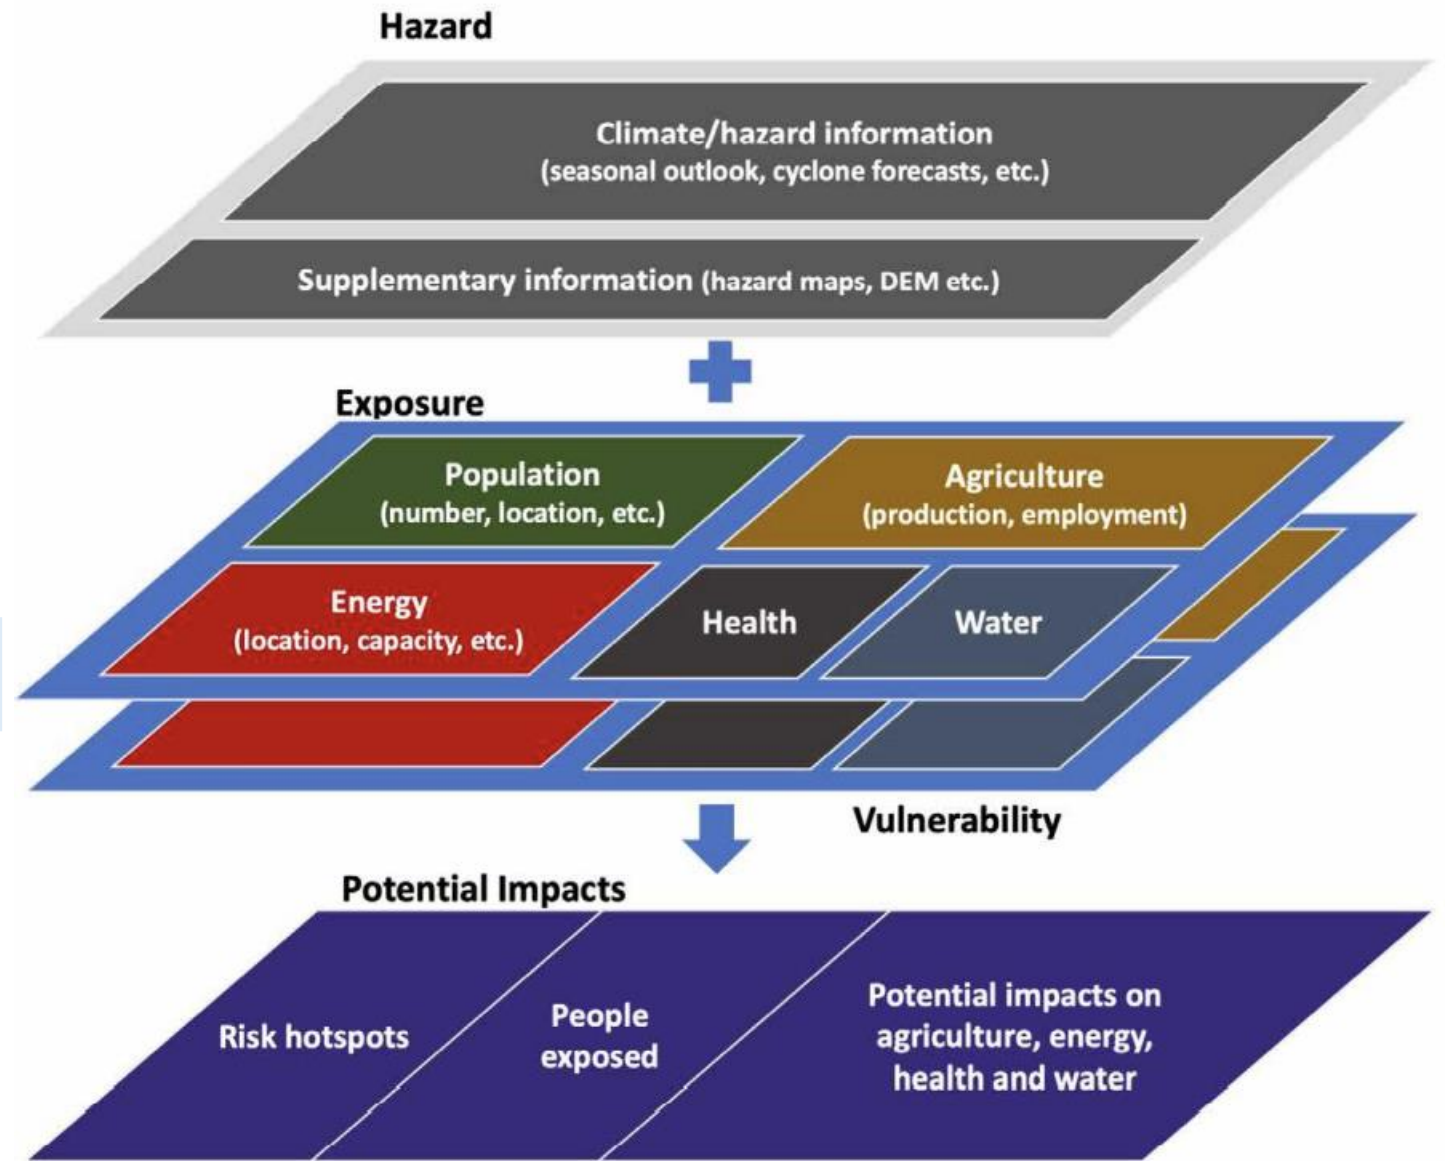 Hazard
Climate/hazard information
(seasonal outlook, cyclone forecasts, etc.)
Supplementary information (hazard maps, DEM etc.)
Exposure
Population
(number, location, etc.)
Agriculture
(production, employment)
Energy
(location, capacity, etc.)
Health
Water
Vulnerability
Potential Impacts
Risk hotspots
People
exposed
Potential impacts on
agriculture, energy,
health and water